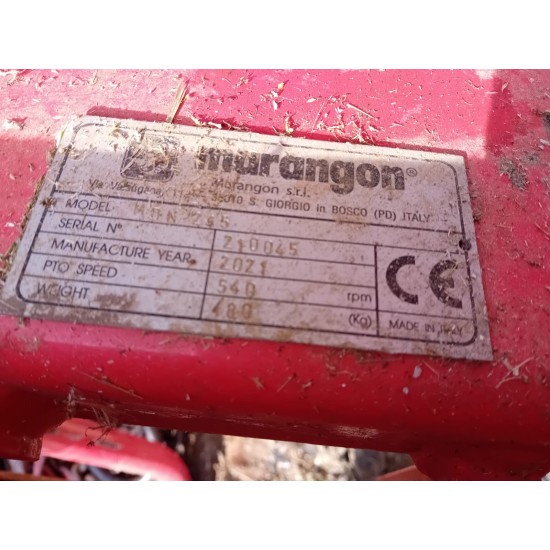 marangon®
Marangon s.r.l.
35010 S. GIORGIO in BOSCO (PD) ITALY
MODEL
SERIAL N° 210045
MANUFACTURE YEAR 2021
PTO SPEED 540 rpm
WEIGHT 480 (Kg)
CE
MADE IN ITALY